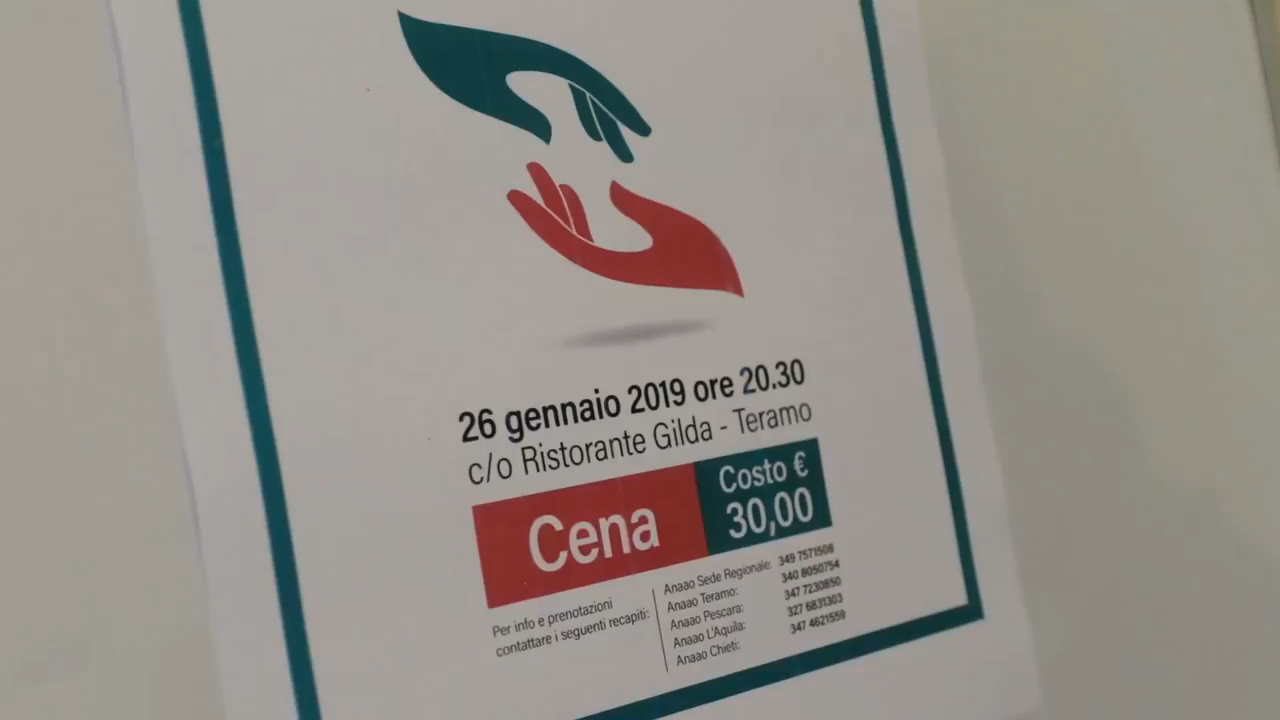 26 gennaio 2019 ore 20.30
c/o Ristorante Gilda - Teramo
Cena
Costo €
30,00
Per info e prenotazioni
contattare i seguenti recapiti:
Anaao Sede Regionale: 349 7571508
Anaao Teramo: 340 8050754
Anaao Pescara: 347 7230850
Anaao L'Aquila: 327 6831303
Anaao Chieti: 347 4621559